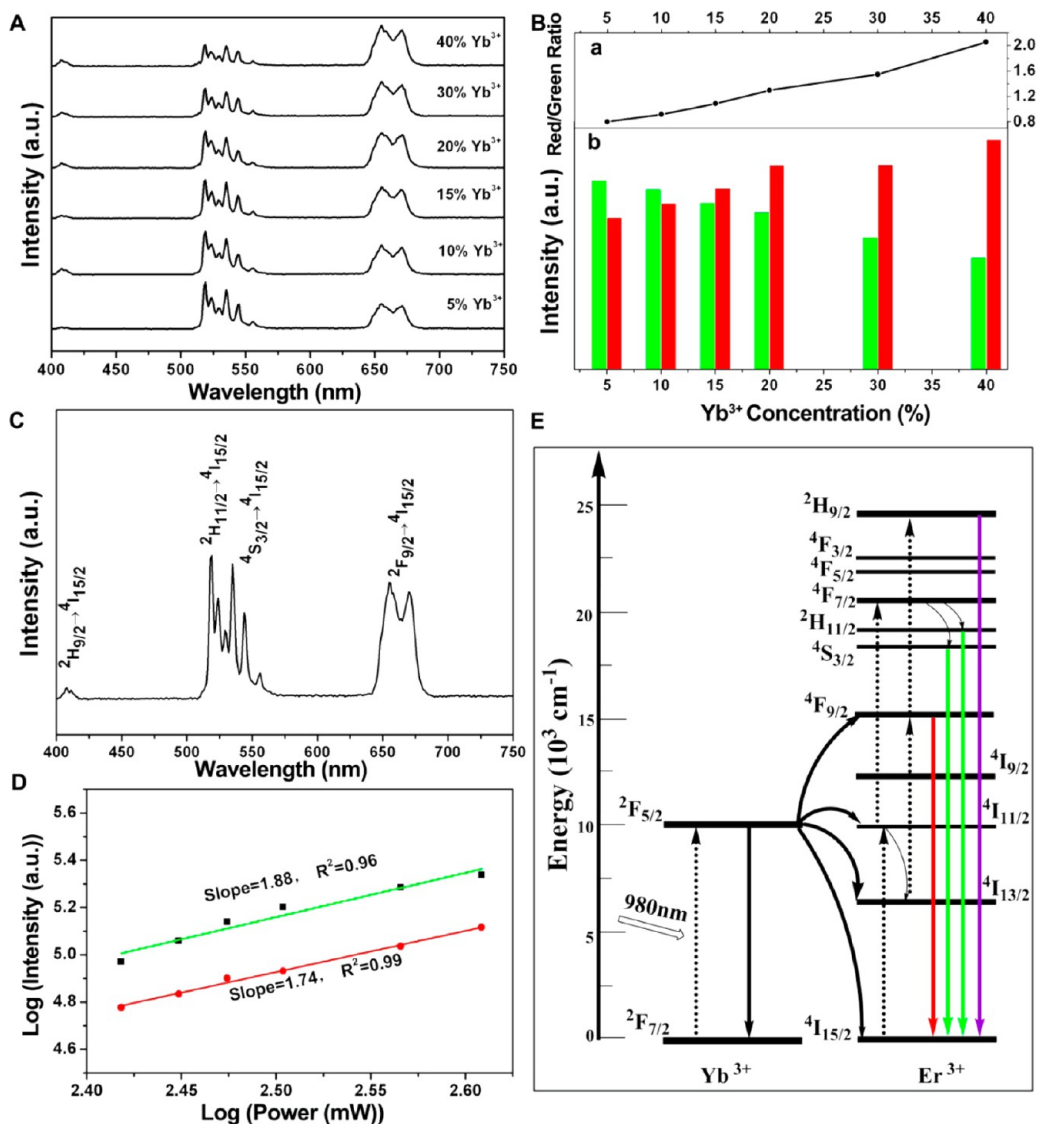 A
40% Yb³⁺
30% Yb³⁺
20% Yb³⁺
15% Yb³⁺
10% Yb³⁺
5% Yb³⁺
Intensity (a.u.)
400 450 500 550 600 650 700 750
Wavelength (nm)
B
5 10 15 20 25 30 35 40
a
Red/Green Ratio
2.0
1.6
1.2
0.8
b
Intensity (a.u.)
5 10 15 20 25 30 35 40
Yb³⁺ Concentration (%)
C
²H₉/₂→⁴I₁₅/₂
²H₁₁/₂→⁴I₁₅/₂
⁴S₃/₂→⁴I₁₅/₂
²F₉/₂→⁴I₁₅/₂
Intensity (a.u.)
400 450 500 550 600 650 700 750
Wavelength (nm)
D
5.6
5.4
5.2
5.0
4.8
4.6
Log (Intensity (a.u.))
Slope=1.88, R²=0.96
Slope=1.74, R²=0.99
2.40 2.45 2.50 2.55 2.60
Log (Power (mW))
E
Energy (10³ cm⁻¹)
25
20
15
10
5
0
²F₅/₂
980nm
²F₇/₂
Yb ³⁺
²H₉/₂
⁴F₃/₂
⁴F₅/₂
⁴F₇/₂
²H₁₁/₂
⁴S₃/₂
⁴F₉/₂
⁴I₉/₂
⁴I₁₁/₂
⁴I₁₃/₂
⁴I₁₅/₂
Er ³⁺